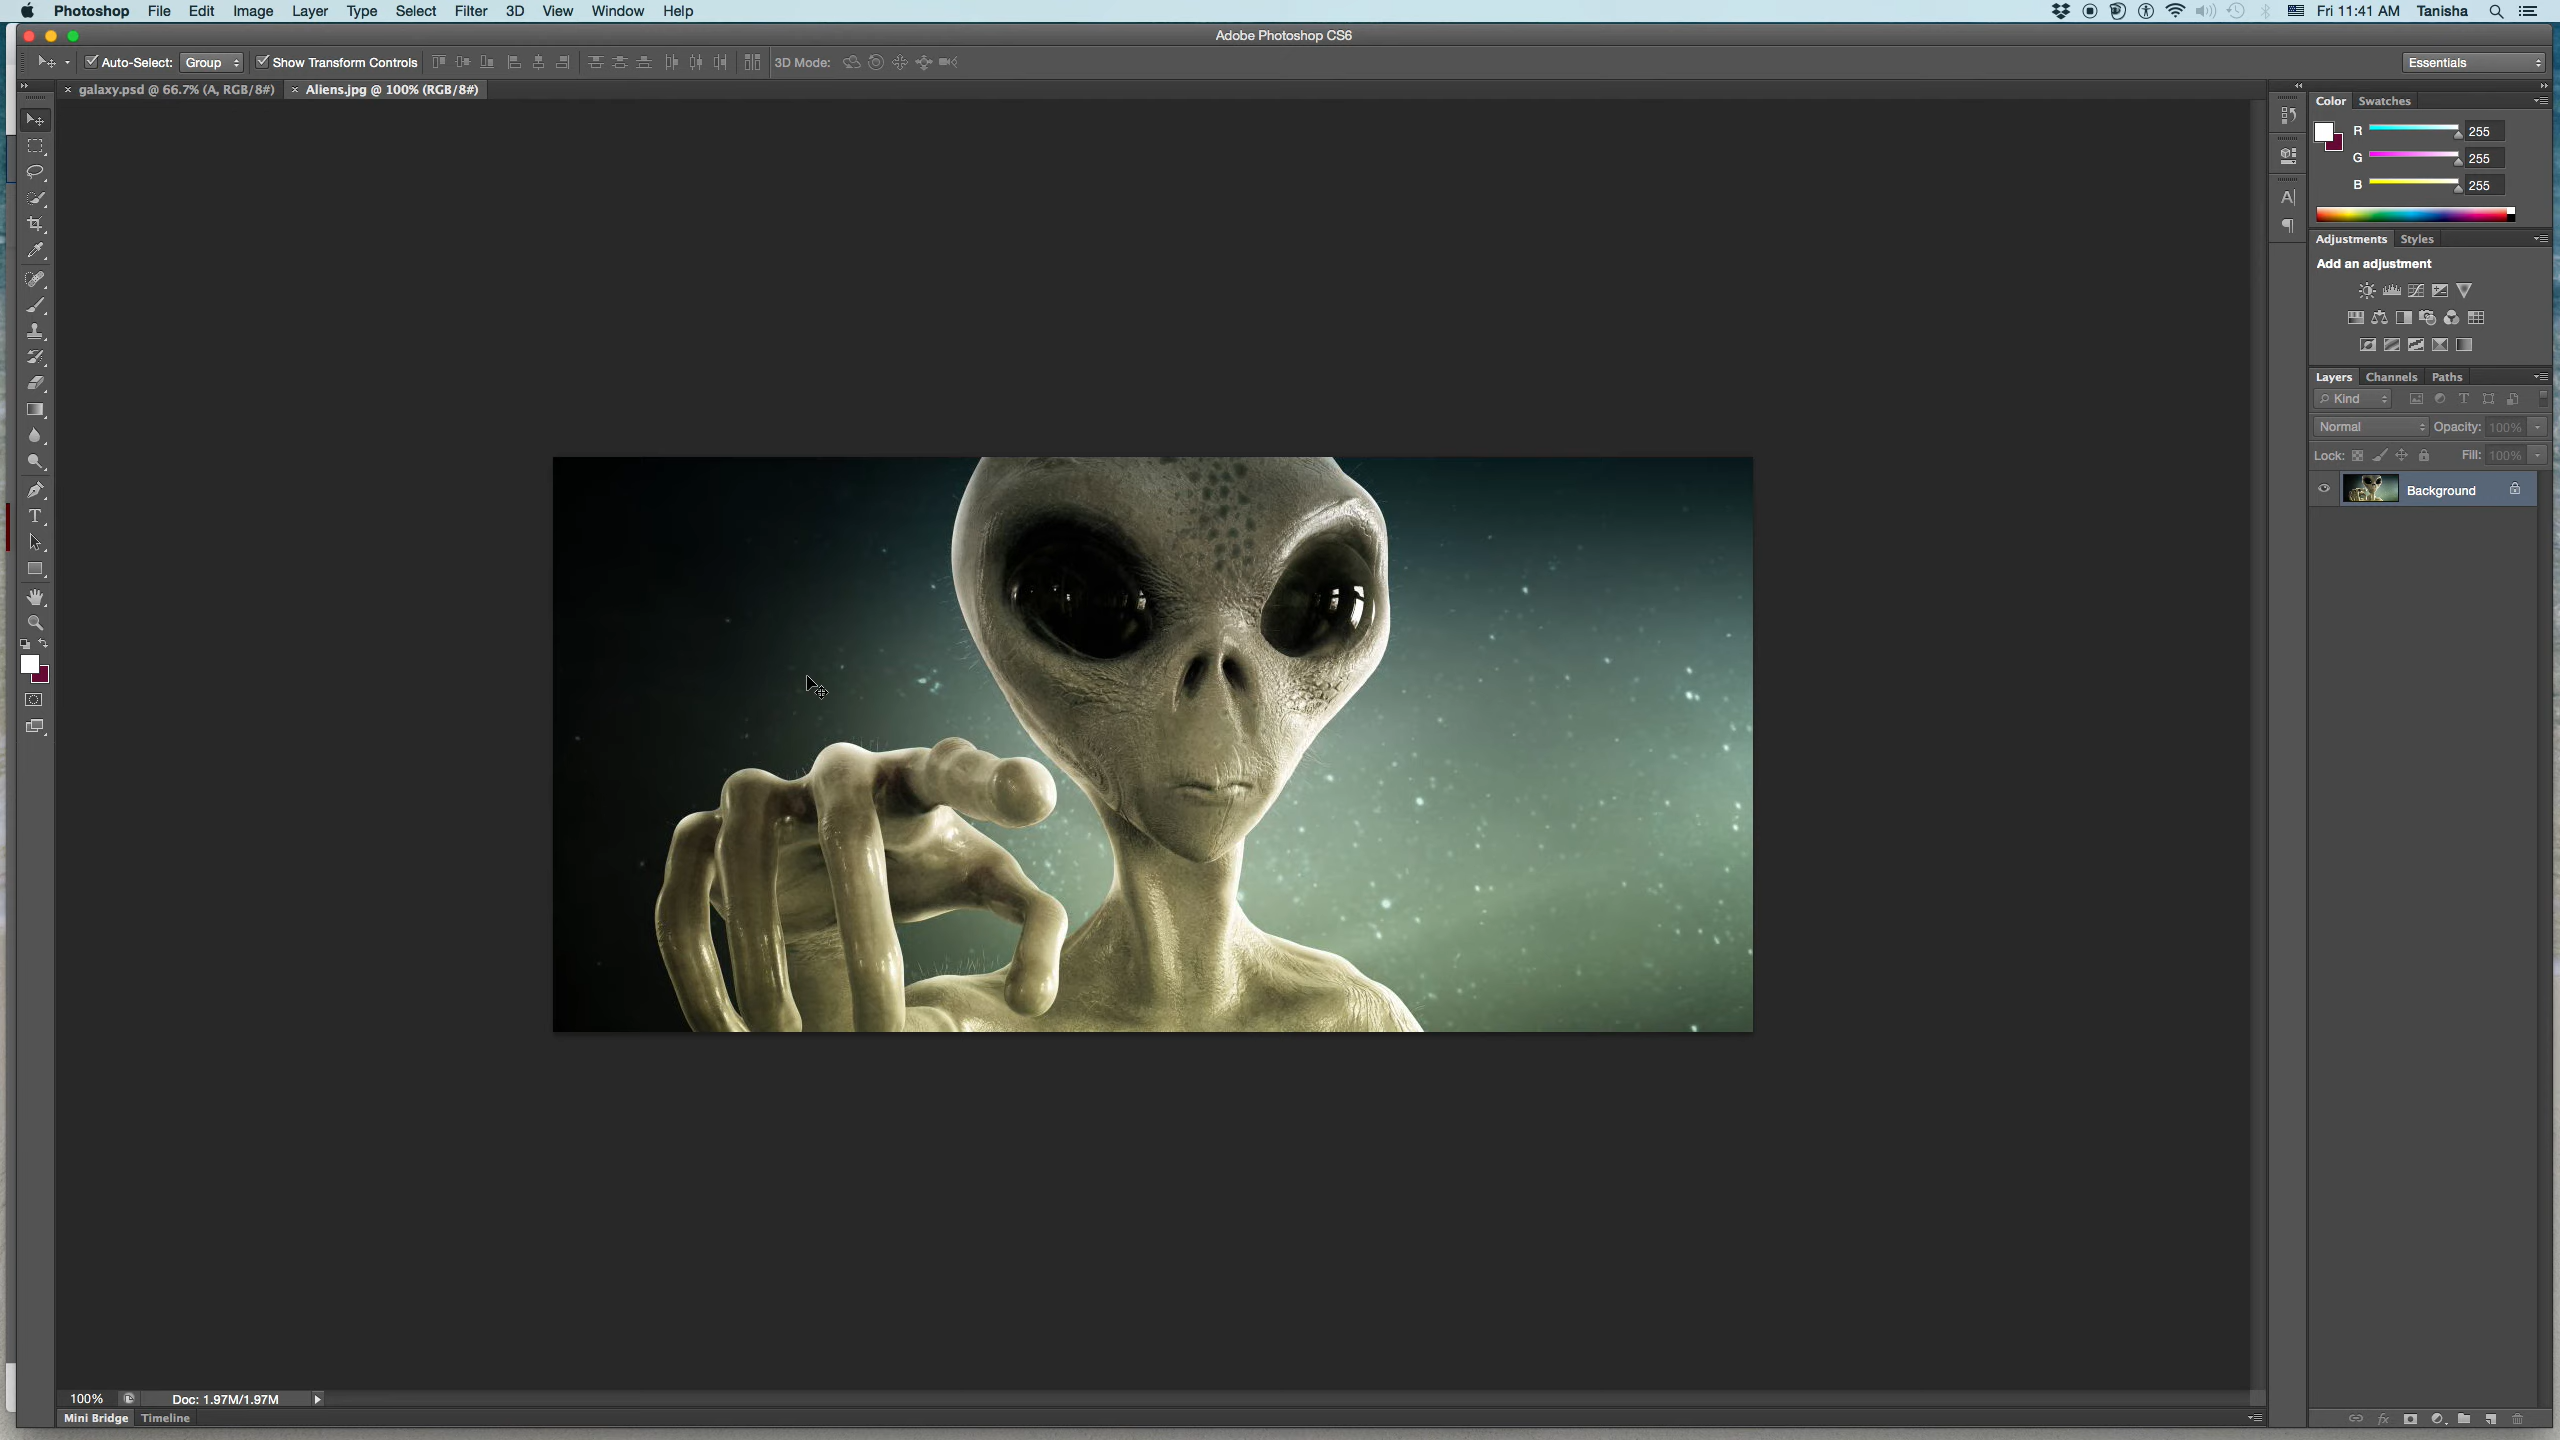 Photoshop File Edit Image Layer Type Select Filter 3D View Window Help Fri 11:41 AM Tanisha
Adobe Photoshop CS6
Auto-Select: Group Show Transform Controls 3D Mode: Essentials
× galaxy.psd @ 66.7% (A, RGB/8#) × Aliens.jpg @ 100% (RGB/8#)
Color Swatches
R 255
G 255
B 255
Adjustments Styles
Add an adjustment
Layers Channels Paths
Kind
Normal Opacity: 100%
Lock: Fill: 100%
Background
100% Doc: 1.97M/1.97M
Mini Bridge Timeline